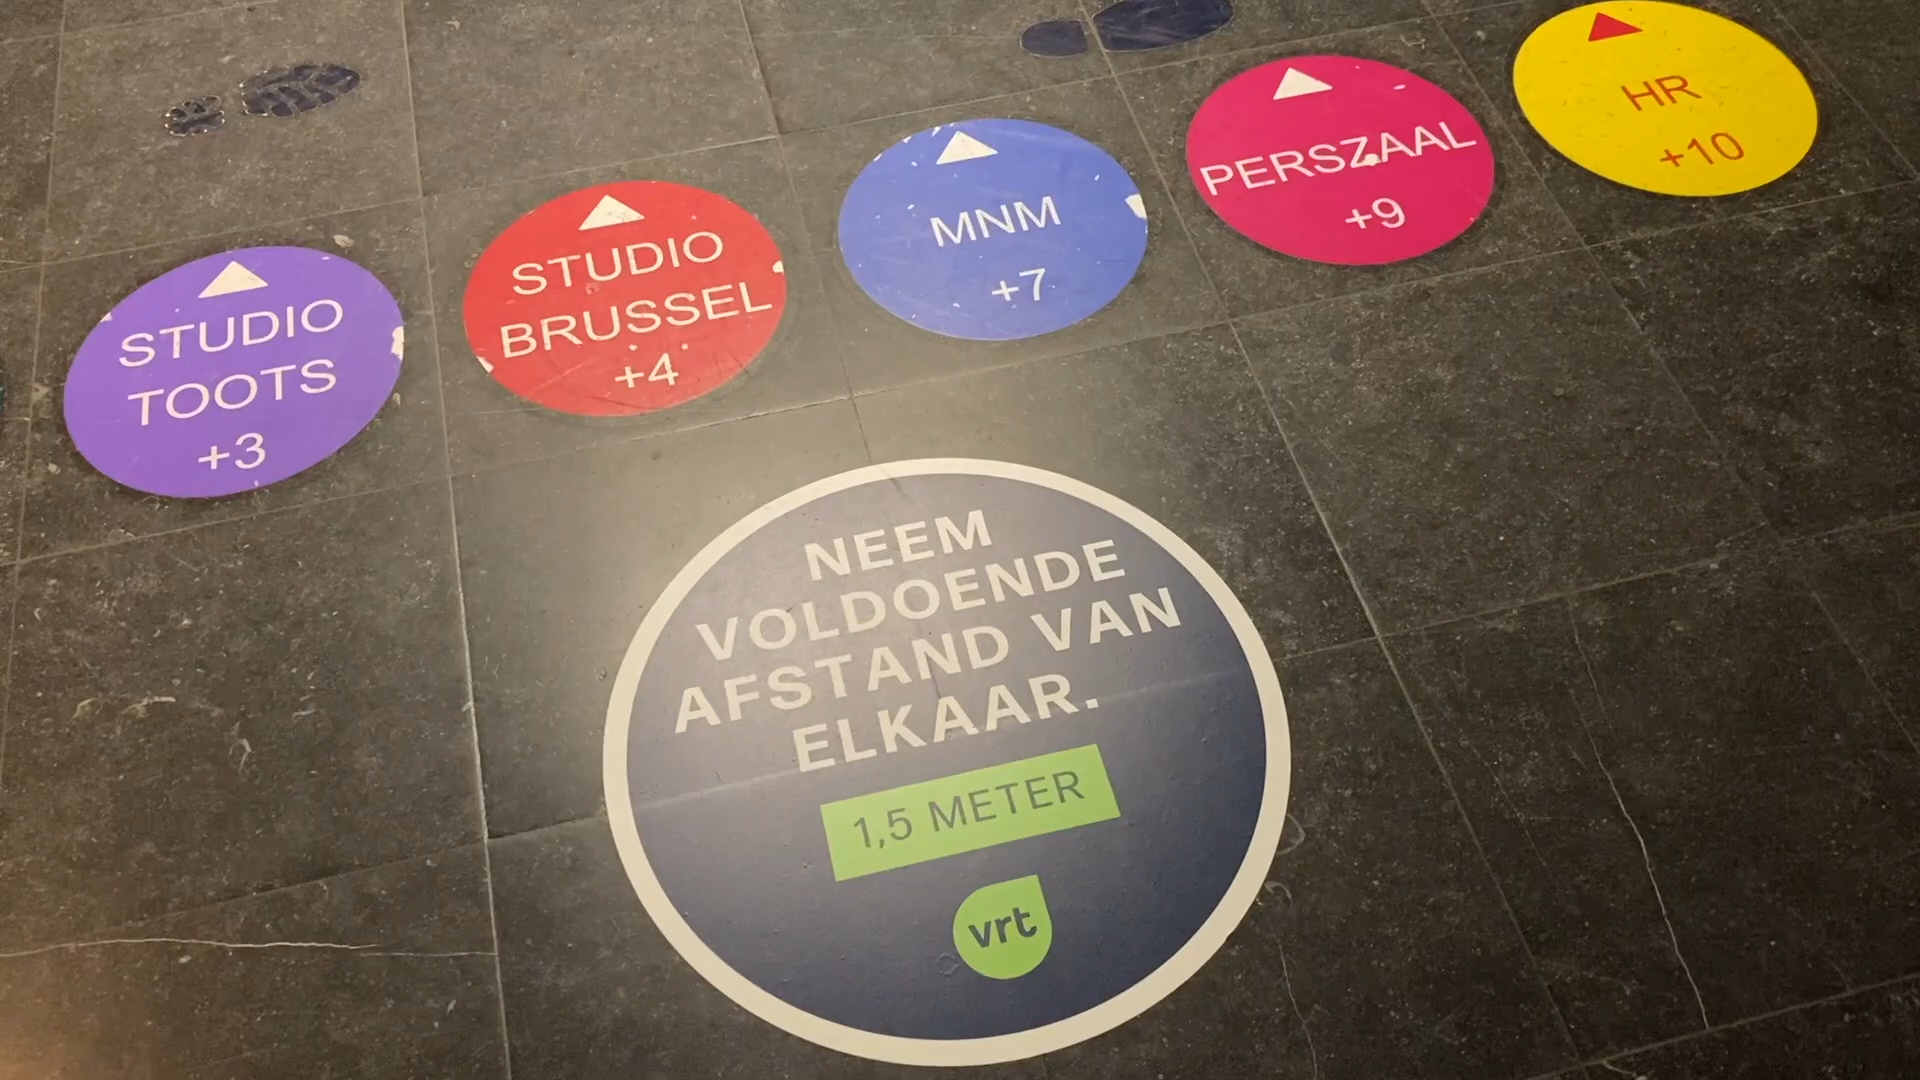 STUDIO
TOOTS
+3
STUDIO
BRUSSEL
+4
MNM
+7
PERSZAAL
+9
HR
+10
NEEM
VOLDOENDE
AFSTAND VAN
ELKAAR.
1,5 METER
vrt